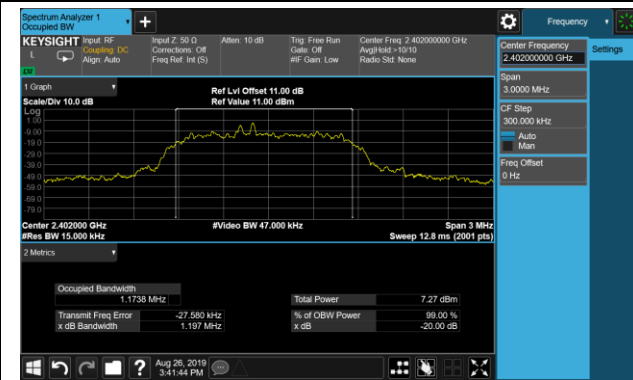 Spectrum Analyzer 1
Occupied BW
+
Frequency
KEYSIGHT
L
Input: RF
Coupling: DC
Align: Auto
Input Z: 50 Ω
Corrections: Off
Freq Ref: Int (S)
Atten: 10 dB
Trig: Free Run
Gate: Off
#IF Gain: Low
Center Freq: 2.402000000 GHz
Avg|Hold:>10/10
Radio Std: None
Center Frequency
2.402000000 GHz
Settings
Span
3.0000 MHz
CF Step
300.000 kHz
Auto
Man
Freq Offset
0 Hz
1 Graph
Scale/Div 10.0 dB
Ref Lvl Offset 11.00 dB
Ref Value 11.00 dBm
Log
1.00
-9.00
-19.0
-29.0
-39.0
-49.0
-59.0
-69.0
-79.0
Center 2.402000 GHz
#Res BW 15.000 kHz
#Video BW 47.000 kHz
Span 3 MHz
Sweep 12.8 ms (2001 pts)
2 Metrics
Occupied Bandwidth
1.1738 MHz
Total Power 7.27 dBm
Transmit Freq Error -27.580 kHz
% of OBW Power 99.00 %
x dB Bandwidth 1.197 MHz
x dB -20.00 dB
?
Aug 26, 2019
3:41:44 PM